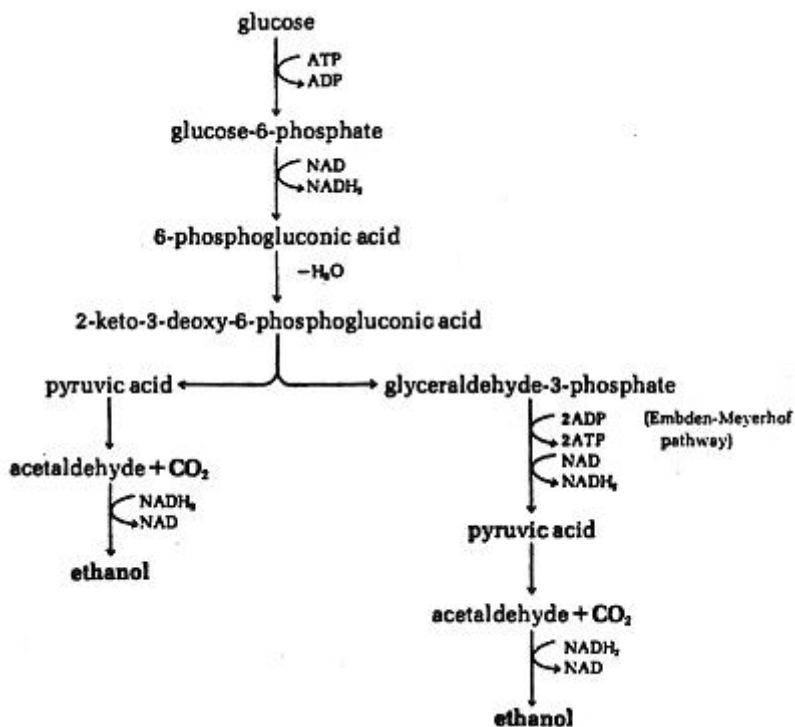 glucose
ATP
ADP
glucose-6-phosphate
NAD
NADH₂
6-phosphogluconic acid
−H₂O
2-keto-3-deoxy-6-phosphogluconic acid
pyruvic acid
glyceraldehyde-3-phosphate
2ADP (Embden-Meyerhof
2ATP pathway)
NAD
NADH₂
acetaldehyde + CO₂
NADH₂
NAD
ethanol
pyruvic acid
acetaldehyde + CO₂
NADH₂
NAD
ethanol